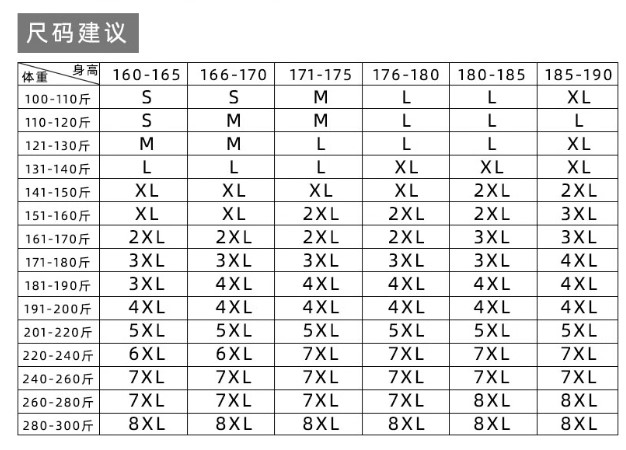 尺码建议
体重 身高 160-165 166-170 171-175 176-180 180-185 185-190
100-110斤 S S M L L XL
110-120斤 S M M L L L
121-130斤 M M L L L XL
131-140斤 L L L XL XL XL
141-150斤 XL XL XL XL 2XL 2XL
151-160斤 XL XL 2XL 2XL 2XL 3XL
161-170斤 2XL 2XL 2XL 2XL 3XL 3XL
171-180斤 3XL 3XL 3XL 3XL 3XL 4XL
181-190斤 3XL 4XL 4XL 4XL 4XL 4XL
191-200斤 4XL 4XL 4XL 4XL 4XL 4XL
201-220斤 5XL 5XL 5XL 5XL 5XL 5XL
220-240斤 6XL 6XL 7XL 7XL 7XL 7XL
240-260斤 7XL 7XL 7XL 7XL 7XL 7XL
260-280斤 7XL 7XL 7XL 7XL 8XL 8XL
280-300斤 8XL 8XL 8XL 8XL 8XL 8XL